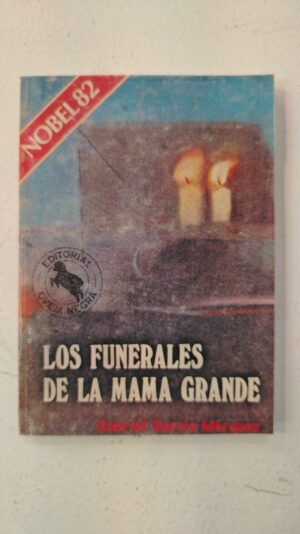 NOBEL 82
EDITORIAL
OVEJA NEGRA
LOS FUNERALES
DE LA MAMA GRANDE
Gabriel García Márquez